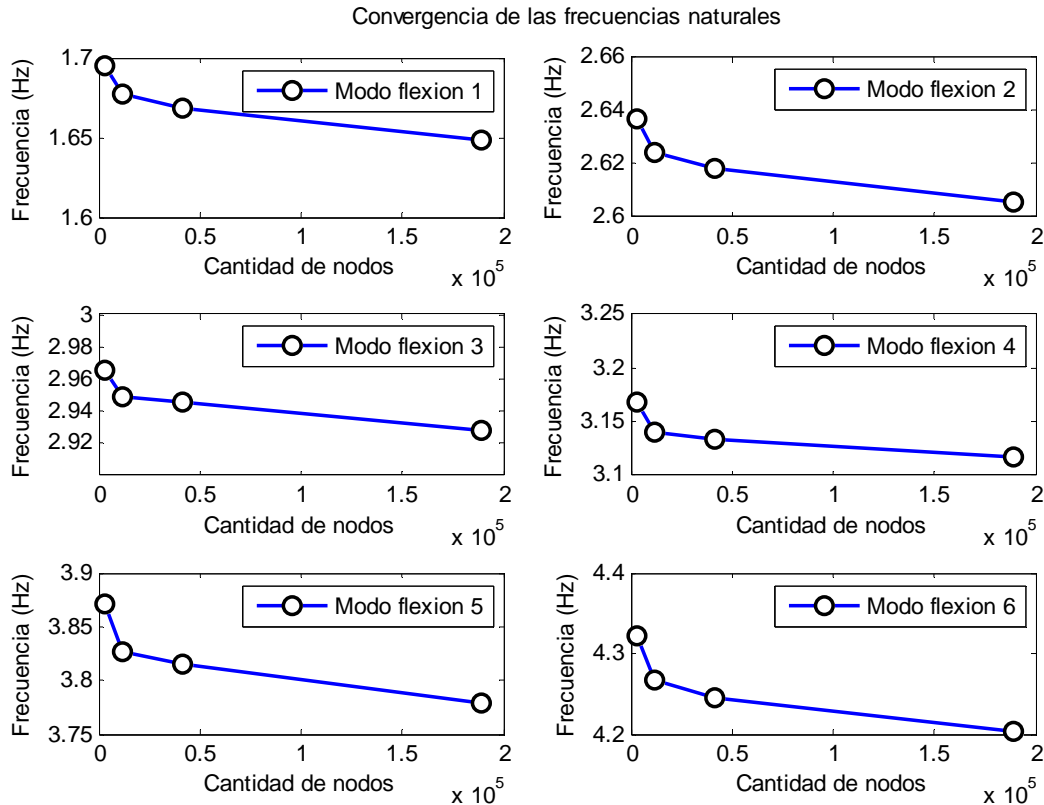 Convergencia de las frecuencias naturales
Frecuencia (Hz)
1.7
1.65
1.6
Modo flexion 1
0
0.5
1
1.5
2
Cantidad de nodos
x 10^5
Frecuencia (Hz)
2.66
2.64
2.62
2.6
Modo flexion 2
0
0.5
1
1.5
2
Cantidad de nodos
x 10^5
Frecuencia (Hz)
3
2.98
2.96
2.94
2.92
Modo flexion 3
0
0.5
1
1.5
2
Cantidad de nodos
x 10^5
Frecuencia (Hz)
3.25
3.2
3.15
3.1
Modo flexion 4
0
0.5
1
1.5
2
Cantidad de nodos
x 10^5
Frecuencia (Hz)
3.9
3.85
3.8
3.75
Modo flexion 5
0
0.5
1
1.5
2
Cantidad de nodos
x 10^5
Frecuencia (Hz)
4.4
4.3
4.2
Modo flexion 6
0
0.5
1
1.5
2
Cantidad de nodos
x 10^5